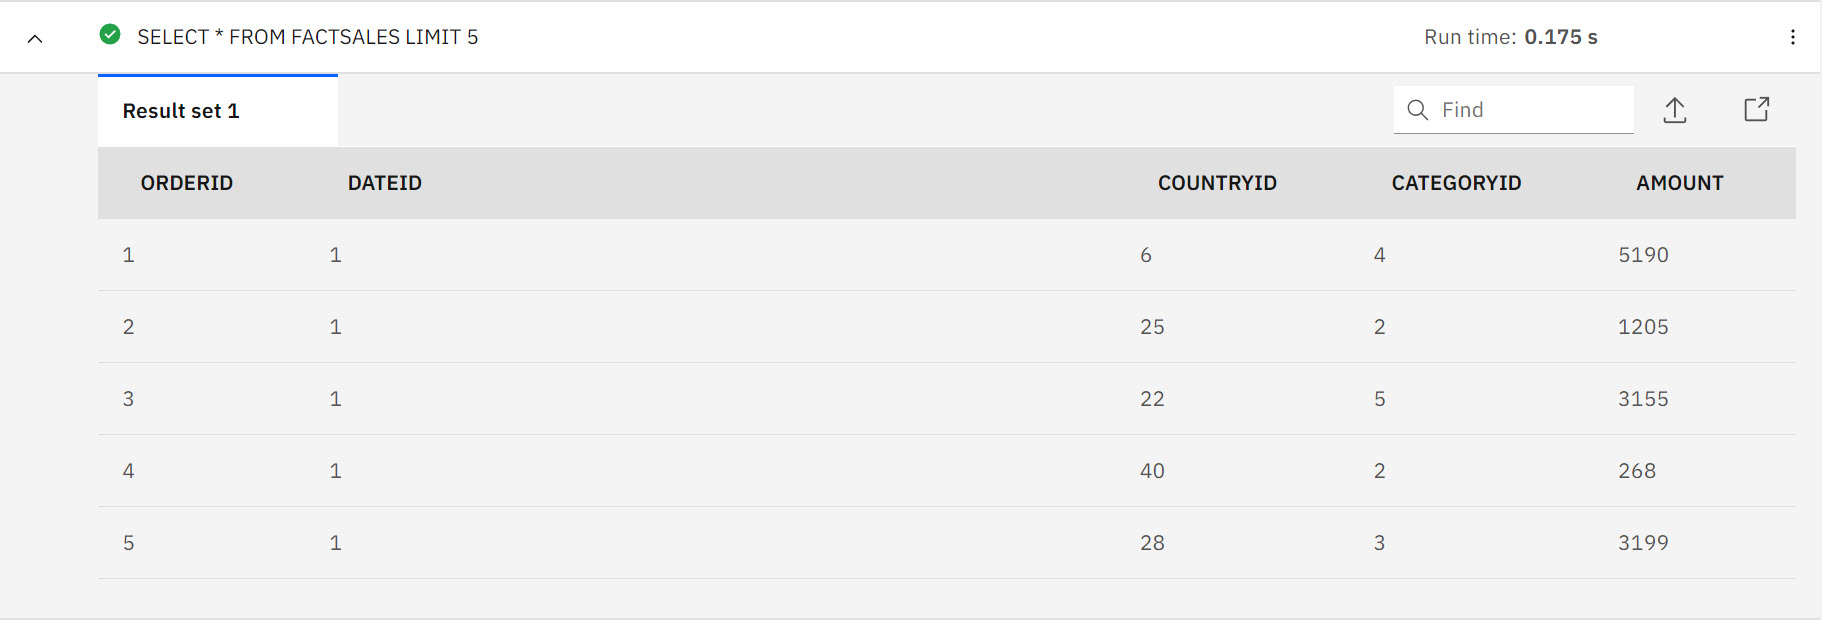 SELECT * FROM FACTSALES LIMIT 5 Run time: 0.175 s
Result set 1 Find
ORDERID DATEID COUNTRYID CATEGORYID AMOUNT
1 1 6 4 5190
2 1 25 2 1205
3 1 22 5 3155
4 1 40 2 268
5 1 28 3 3199